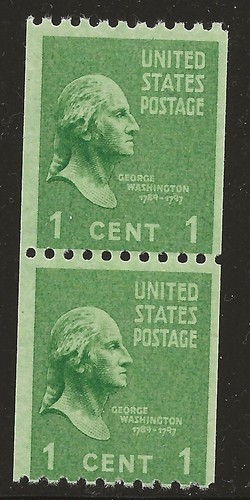 UNITED
STATES
POSTAGE
GEORGE
WASHINGTON
1789-1797
1 CENT 1
UNITED
STATES
POSTAGE
GEORGE
WASHINGTON
1789-1797
1 CENT 1